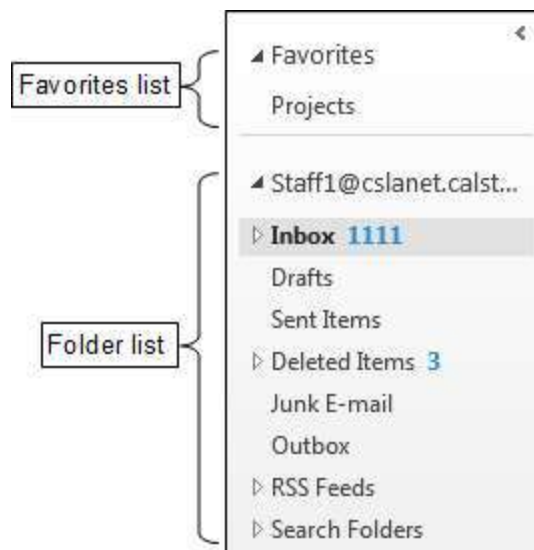 Favorites list
Favorites
Projects
Folder list
Staff1@cslanet.calst...
Inbox 1111
Drafts
Sent Items
Deleted Items 3
Junk E-mail
Outbox
RSS Feeds
Search Folders